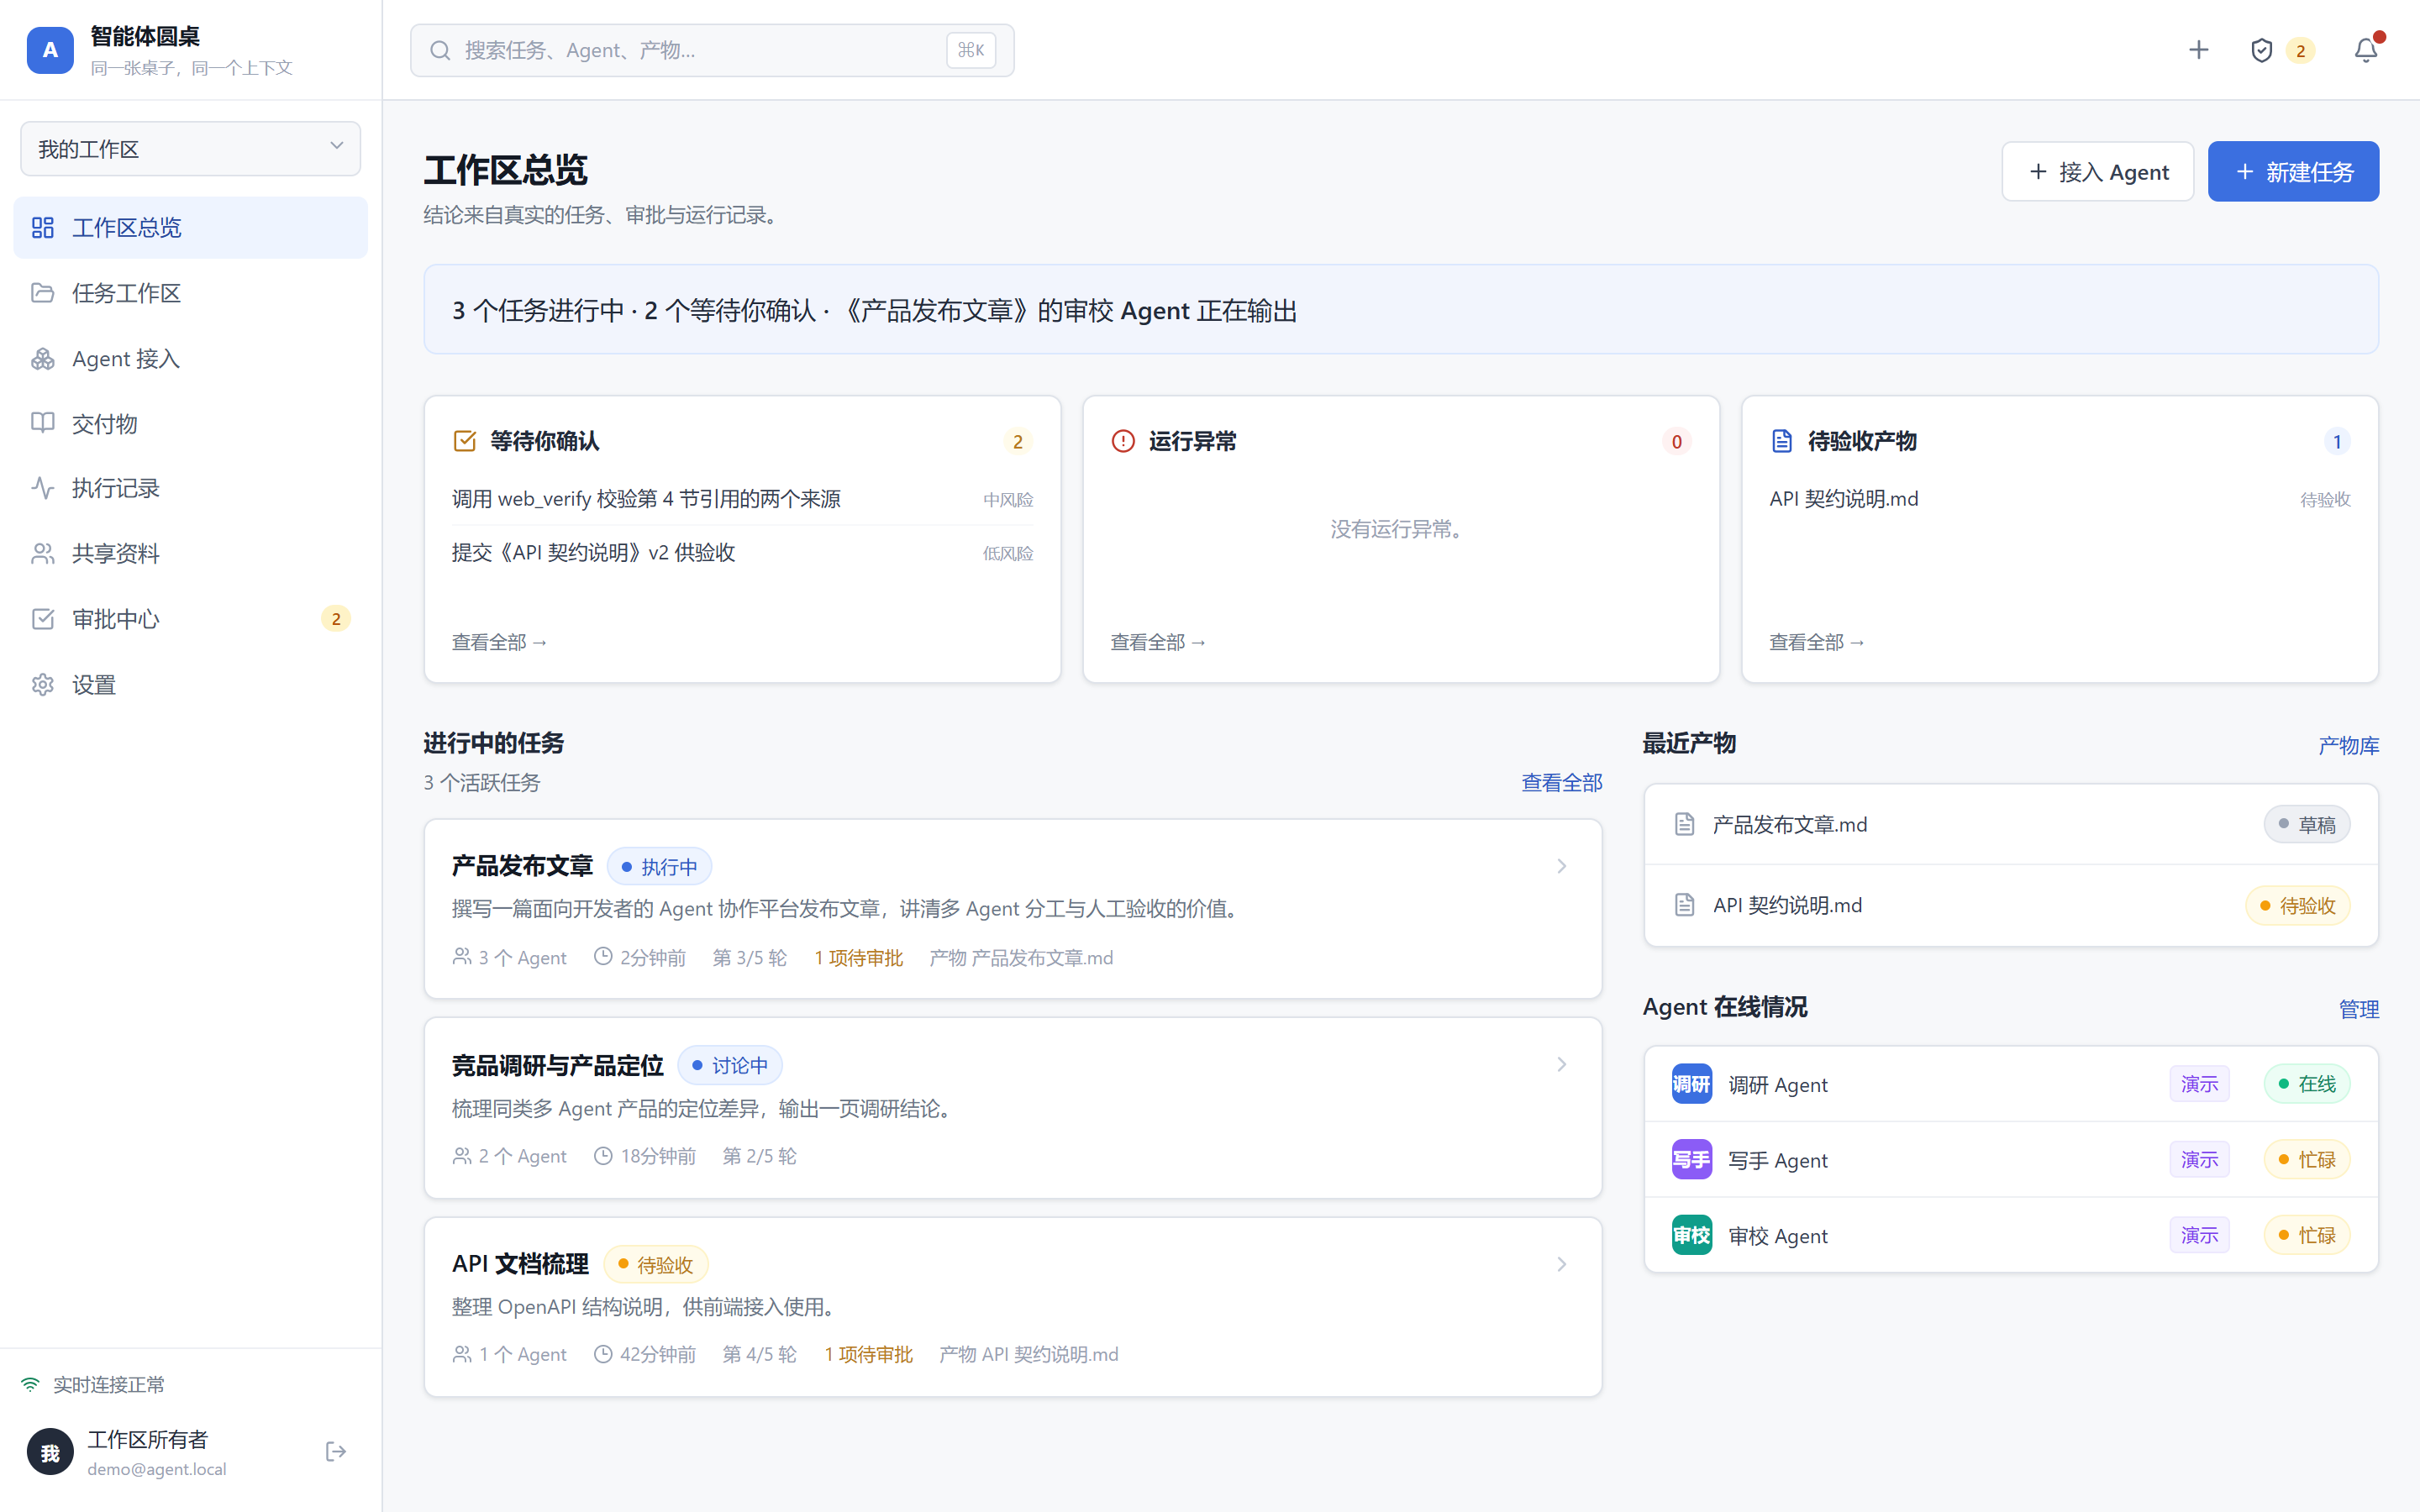 A
智能体圆桌
同一张桌子，同一个上下文
搜索任务、Agent、产物...
⌘K
2
我的工作区
工作区总览
任务工作区
Agent 接入
交付物
执行记录
共享资料
审批中心
2
设置
实时连接正常
我
工作区所有者
demo@agent.local
工作区总览
结论来自真实的任务、审批与运行记录。
+ 接入 Agent
+ 新建任务
3 个任务进行中 · 2 个等待你确认 · 《产品发布文章》的审校 Agent 正在输出
等待你确认
2
调用 web_verify 校验第 4 节引用的两个来源
中风险
提交《API 契约说明》v2 供验收
低风险
查看全部 →
运行异常
0
没有运行异常。
查看全部 →
待验收产物
1
API 契约说明.md
待验收
查看全部 →
进行中的任务
3 个活跃任务
查看全部
产品发布文章
执行中
撰写一篇面向开发者的 Agent 协作平台发布文章，讲清多 Agent 分工与人工验收的价值。
3 个 Agent
2分钟前
第 3/5 轮
1 项待审批
产物 产品发布文章.md
竞品调研与产品定位
讨论中
梳理同类多 Agent 产品的定位差异，输出一页调研结论。
2 个 Agent
18分钟前
第 2/5 轮
API 文档梳理
待验收
整理 OpenAPI 结构说明，供前端接入使用。
1 个 Agent
42分钟前
第 4/5 轮
1 项待审批
产物 API 契约说明.md
最近产物
产物库
产品发布文章.md
草稿
API 契约说明.md
待验收
Agent 在线情况
管理
调研
调研 Agent
演示
在线
写手
写手 Agent
演示
忙碌
审校
审校 Agent
演示
忙碌